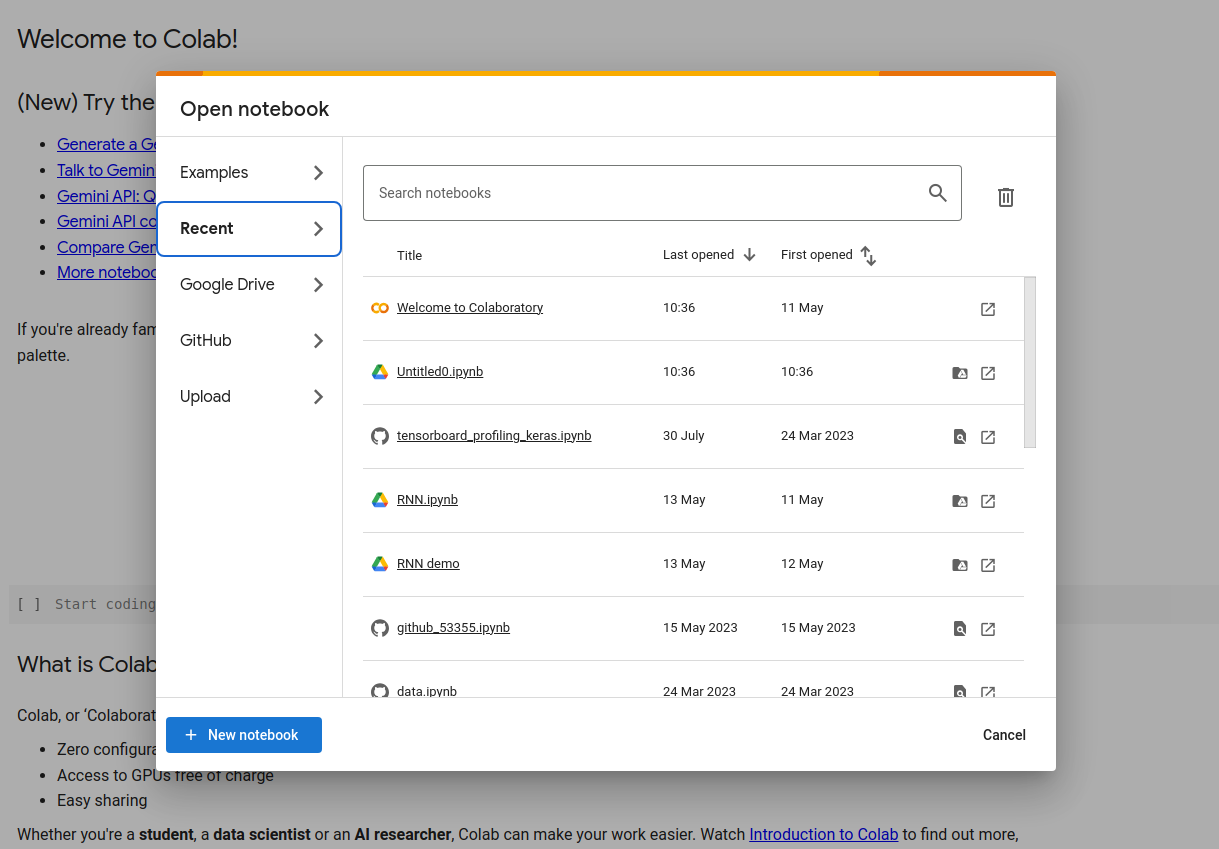 Welcome to Colab!
(New) Try the
Generate a Ge
Talk to Gemini
Gemini API: Q
Gemini API co
Compare Gem
More noteboo
If you're already fam
palette.
[ ] Start coding
What is Colab
Colab, or ‘Colaborat
Zero configura
Access to GPUs free of charge
Easy sharing
Whether you're a student, a data scientist or an AI researcher, Colab can make your work easier. Watch Introduction to Colab to find out more,
Open notebook
Examples
Recent
Google Drive
GitHub
Upload
Search notebooks
Title Last opened First opened
Welcome to Colaboratory 10:36 11 May
Untitled0.ipynb 10:36 10:36
tensorboard_profiling_keras.ipynb 30 July 24 Mar 2023
RNN.ipynb 13 May 11 May
RNN demo 13 May 12 May
github_53355.ipynb 15 May 2023 15 May 2023
data.ipynb 24 Mar 2023 24 Mar 2023
+ New notebook
Cancel